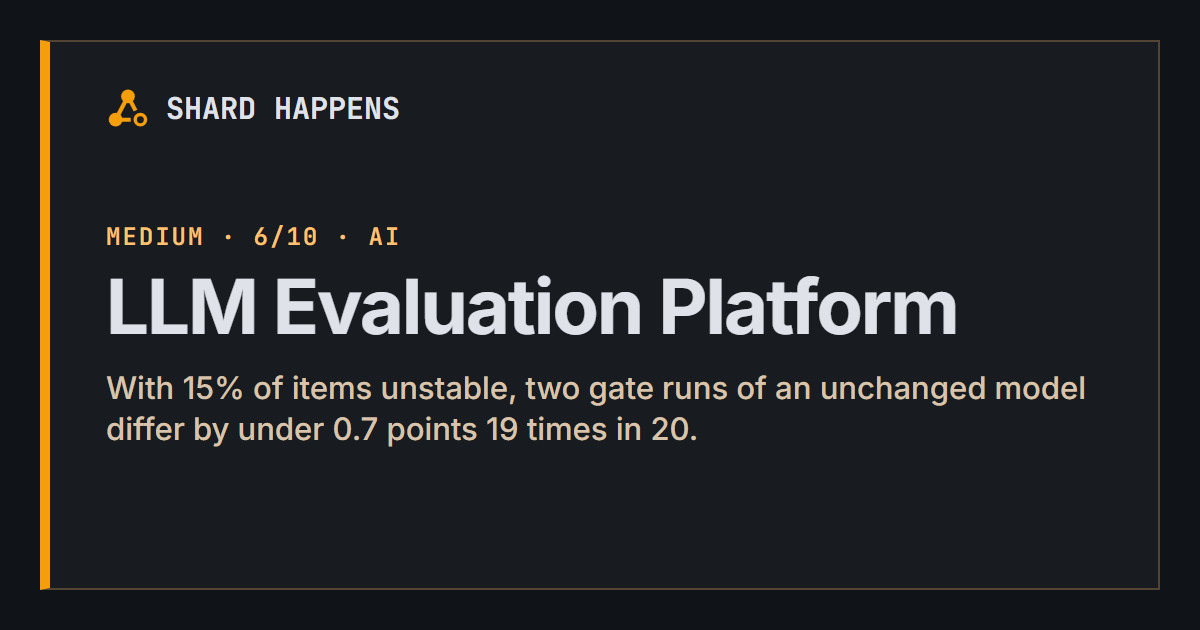 SHARD HAPPENS
MEDIUM · 6/10 · AI
LLM Evaluation Platform
With 15% of items unstable, two gate runs of an unchanged model
differ by under 0.7 points 19 times in 20.